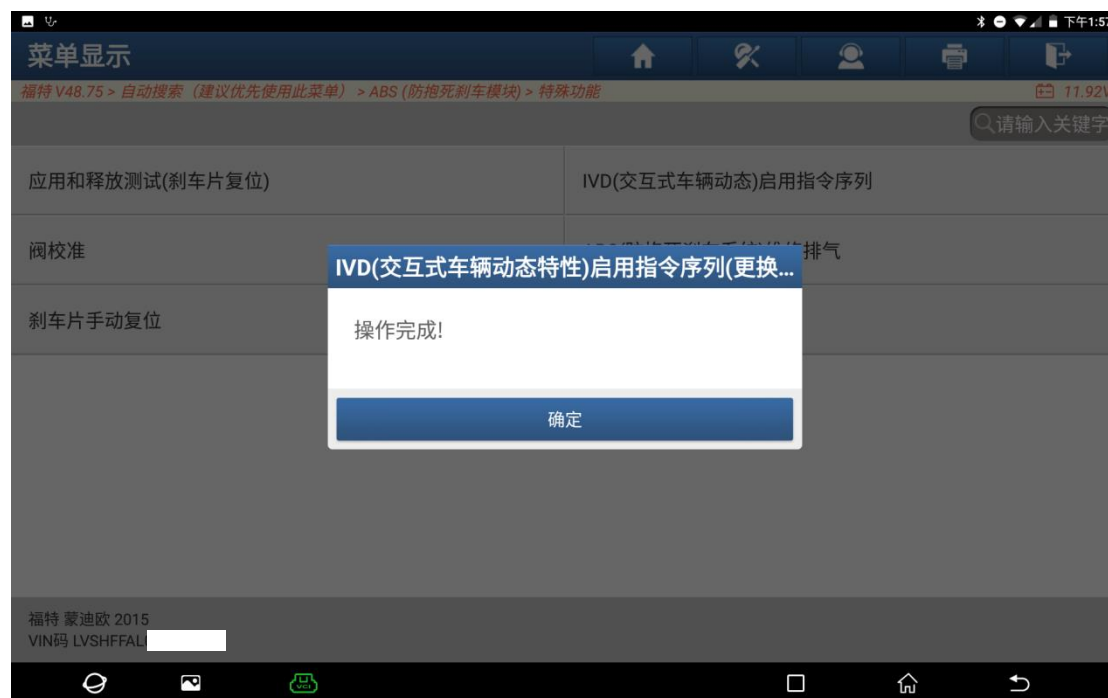 下午1:57
菜单显示
福特 V48.75 > 自动搜索（建议优先使用此菜单）> ABS (防抱死刹车模块) > 特殊功能
11.92V
请输入关键字
应用和释放测试(刹车片复位)
IVD(交互式车辆动态)启用指令序列
阀校准
排气
IVD(交互式车辆动态特性)启用指令序列(更换...
刹车片手动复位
操作完成!
确定
福特 蒙迪欧 2015
VIN码 LVSHFFAL
VCI